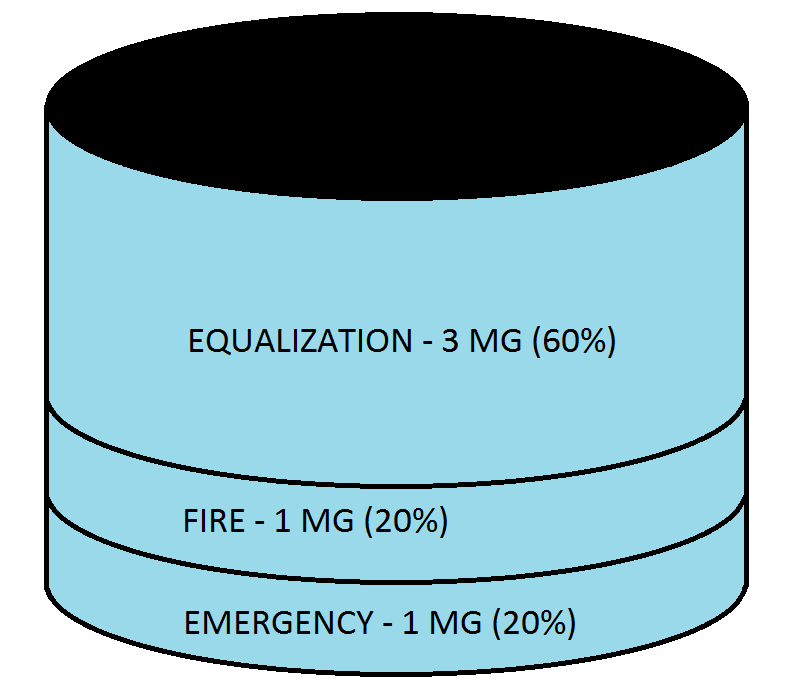 EQUALIZATION - 3 MG (60%)
FIRE - 1 MG (20%)
EMERGENCY - 1 MG (20%)